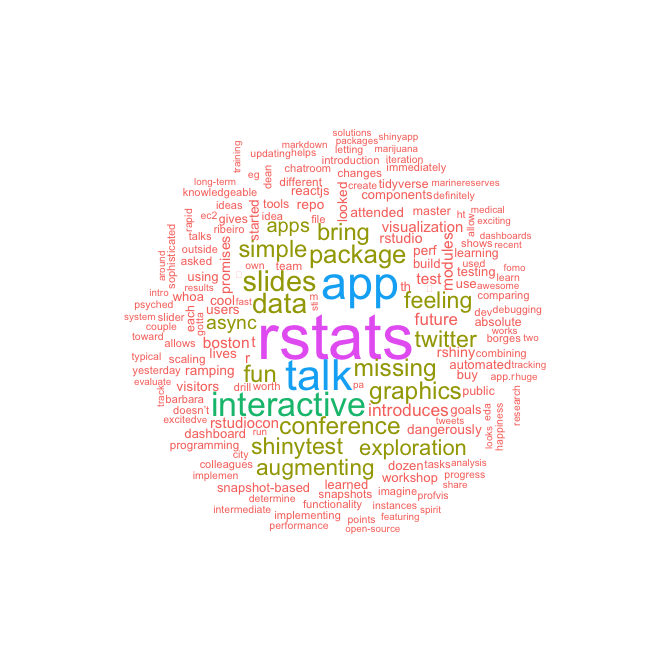 rstats
app
talk
interactive
slides
data
package
simple
bring
apps
fun
missing
feeling
twitter
graphics
conference
shinytest
exploration
augmenting
async
solutions
packages
shinyapp
markdown
letting
marijuana
training
updating
helps
introduction
iteration
chatroom
changes
immediately
eg
dean
different
reactjs
create
tidyverse
marinereserves
long-term
knowledgeable
tools
repo
looked
components
definitely
ideas
started
idea
file
attended
master
ht
medical
rapid
ec2
gives
visualization
allow
exciting
ribeiro
talks
rstudio
modules
dashboards
outside
promises
perf
shows
recent
sophisticated
asked
build
learning
around
own
team
used
fomo
using
test
testing
learn
results
th
use
awesome
intro
whoa
cool
fast
m
comparing
psyched
each
users
still
future
dev
debugging
system
slider
gotta
absolute
works
couple
boston
t
borges
two
toward
allows
lives
r
rshiny
combining
typical
scaling
automated
tracking
yesterday
ramping
buy
app.r
huge
evaluate
visitors
drill
worth
pa
public
research
track
barbara
introduces
goals
eda
happiness
doesn't
tweets
excitedve
rstudiocon
dangerously
looks
dashboard
run
programming
city
colleagues
dozen
tasks
analysis
implemen
workshop
progress
snapshot-based
learned
imagine
profvis
share
determine
snapshots
functionality
instances
spirit
intermediate
implementing
points
featuring
performance
open-source